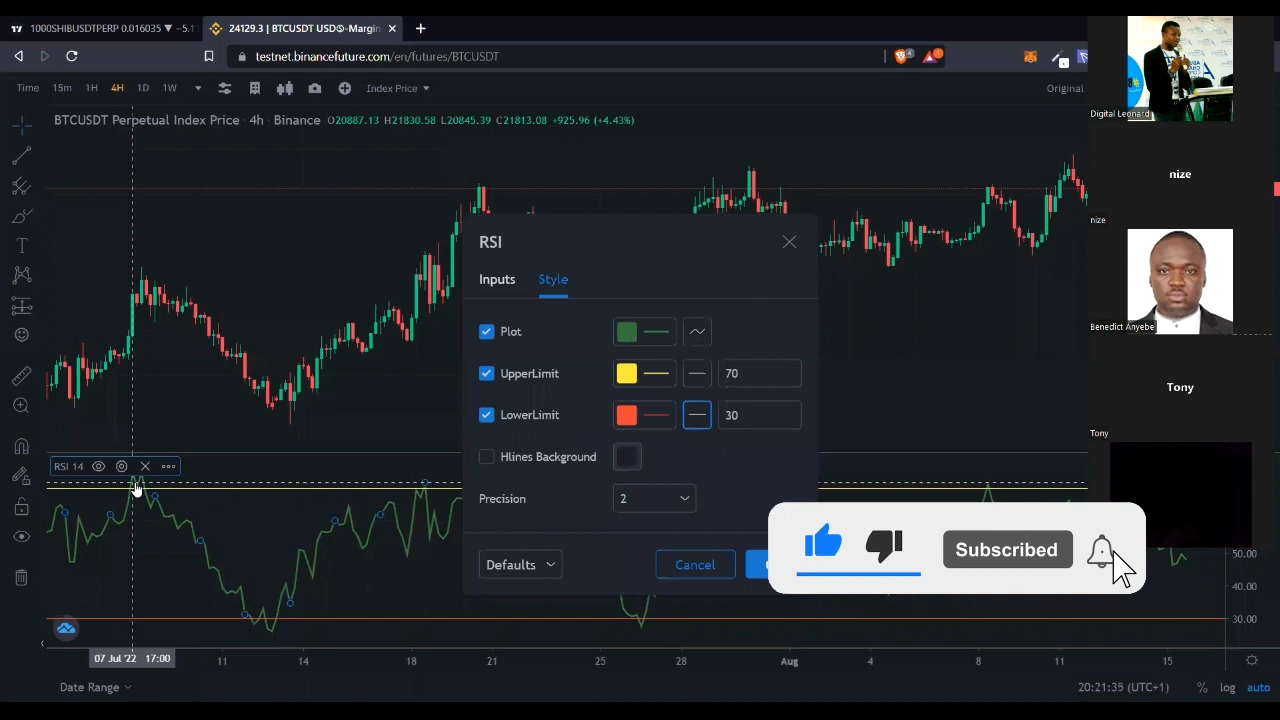 1000SHIBUSDTPERP 0.016035 ▼ −5.1
24129.3 | BTCUSDT USDⓈ-Margin
testnet.binancefuture.com/en/futures/BTCUSDT
Time 15m 1H 4H 1D 1W Index Price Original
BTCUSDT Perpetual Index Price · 4h · Binance O20887.13 H21830.58 L20845.39 C21813.08 +925.96 (+4.43%)
Digital Leonard
nize
nize
Benedict Anyebe
Tony
Tony
RSI
Inputs Style
Plot
UpperLimit 70
LowerLimit 30
Hlines Background
Precision 2
Defaults Cancel
RSI 14
Subscribed
50.00
40.00
30.00
07 Jul '22 17:00 11 14 18 21 25 28 Aug 4 8 11 15
Date Range 20:21:35 (UTC+1) % log auto